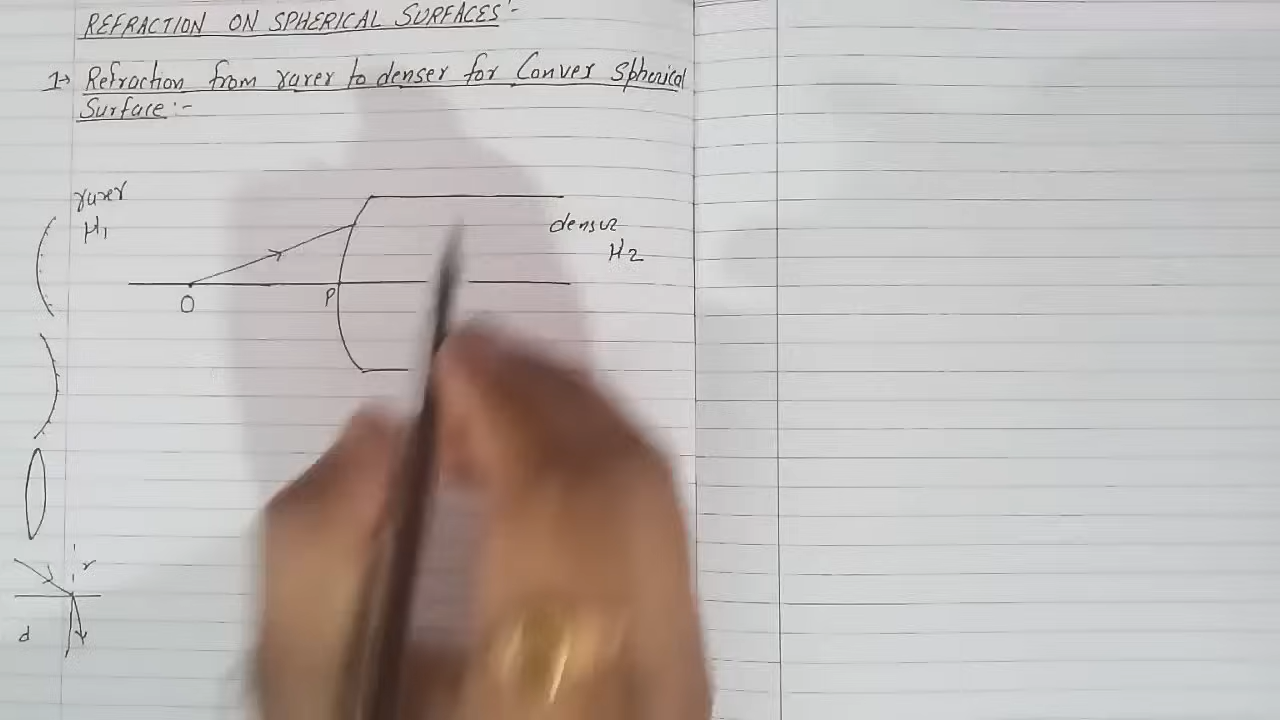 REFRACTION ON SPHERICAL SURFACES:-
1→ Refraction from rarer to denser for Convex Spherical
Surface:-
rarer
μ1
denser
μ2
O
P
r
d